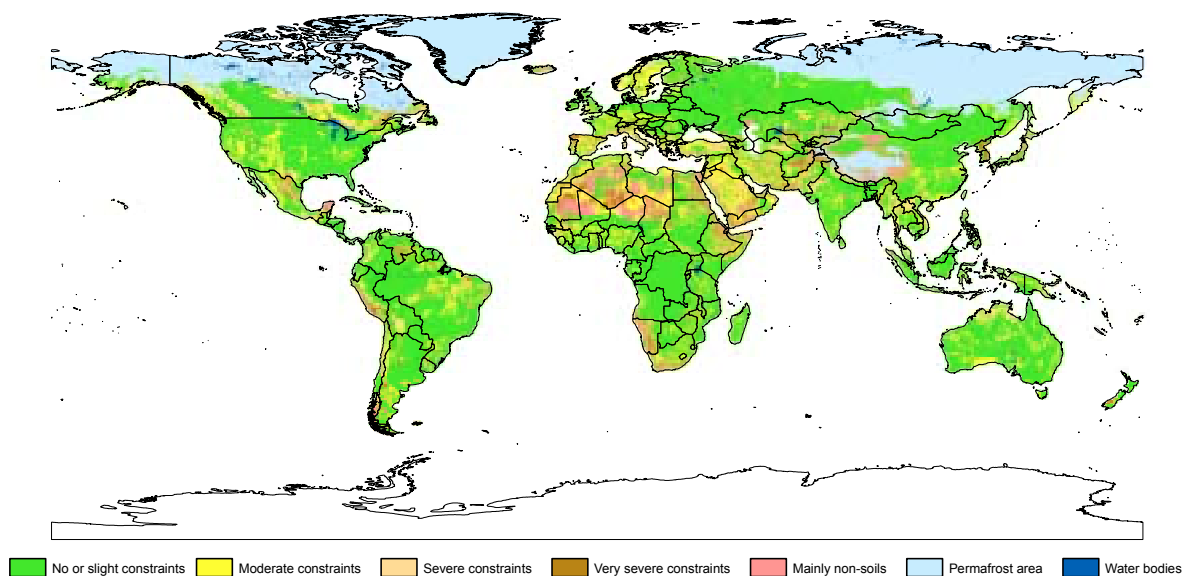 No or slight constraints Moderate constraints Severe constraints Very severe constraints Mainly non-soils Permafrost area Water bodies